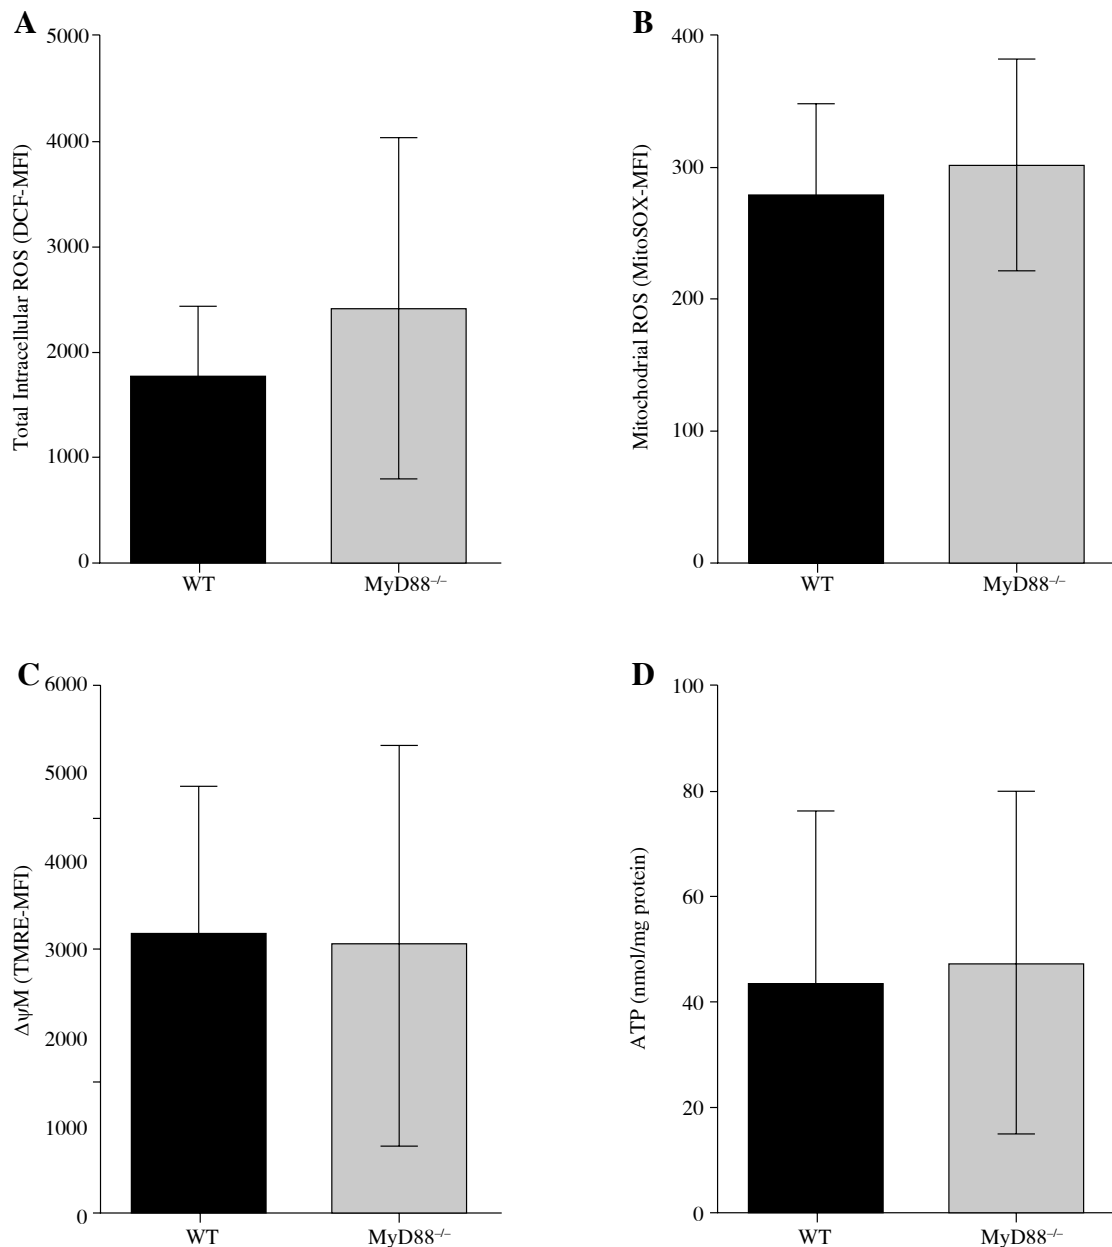 A
5000
4000
3000
2000
1000
0
Total Intracellular ROS (DCF-MFI)
WT
MyD88–/–
B
400
300
200
100
0
Mitochodrial ROS (MitoSOX-MFI)
WT
MyD88–/–
C
6000
5000
4000
3000
2000
1000
0
ΔψM (TMRE-MFI)
WT
MyD88–/–
D
100
80
60
40
20
0
ATP (nmol/mg protein)
WT
MyD88–/–